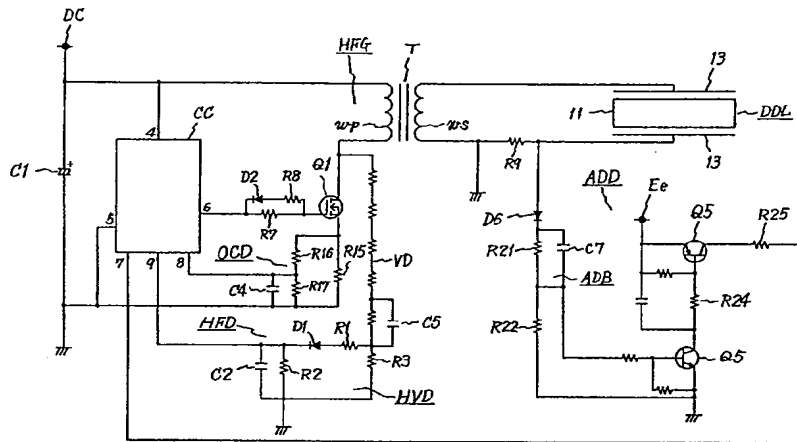 DC
HFG
T
13
CC
4
wp
ws
11
DDL
C1
+
Q1
R9
13
D2
R8
ADD
Ee
5
6
R7
D6
Q5
R25
7
9
8
OCD
R16
R15
VD
R21
C7
C4
R17
ADB
R24
HFD
D1
R1
C5
R22
C2
R2
R3
Q5
HVD